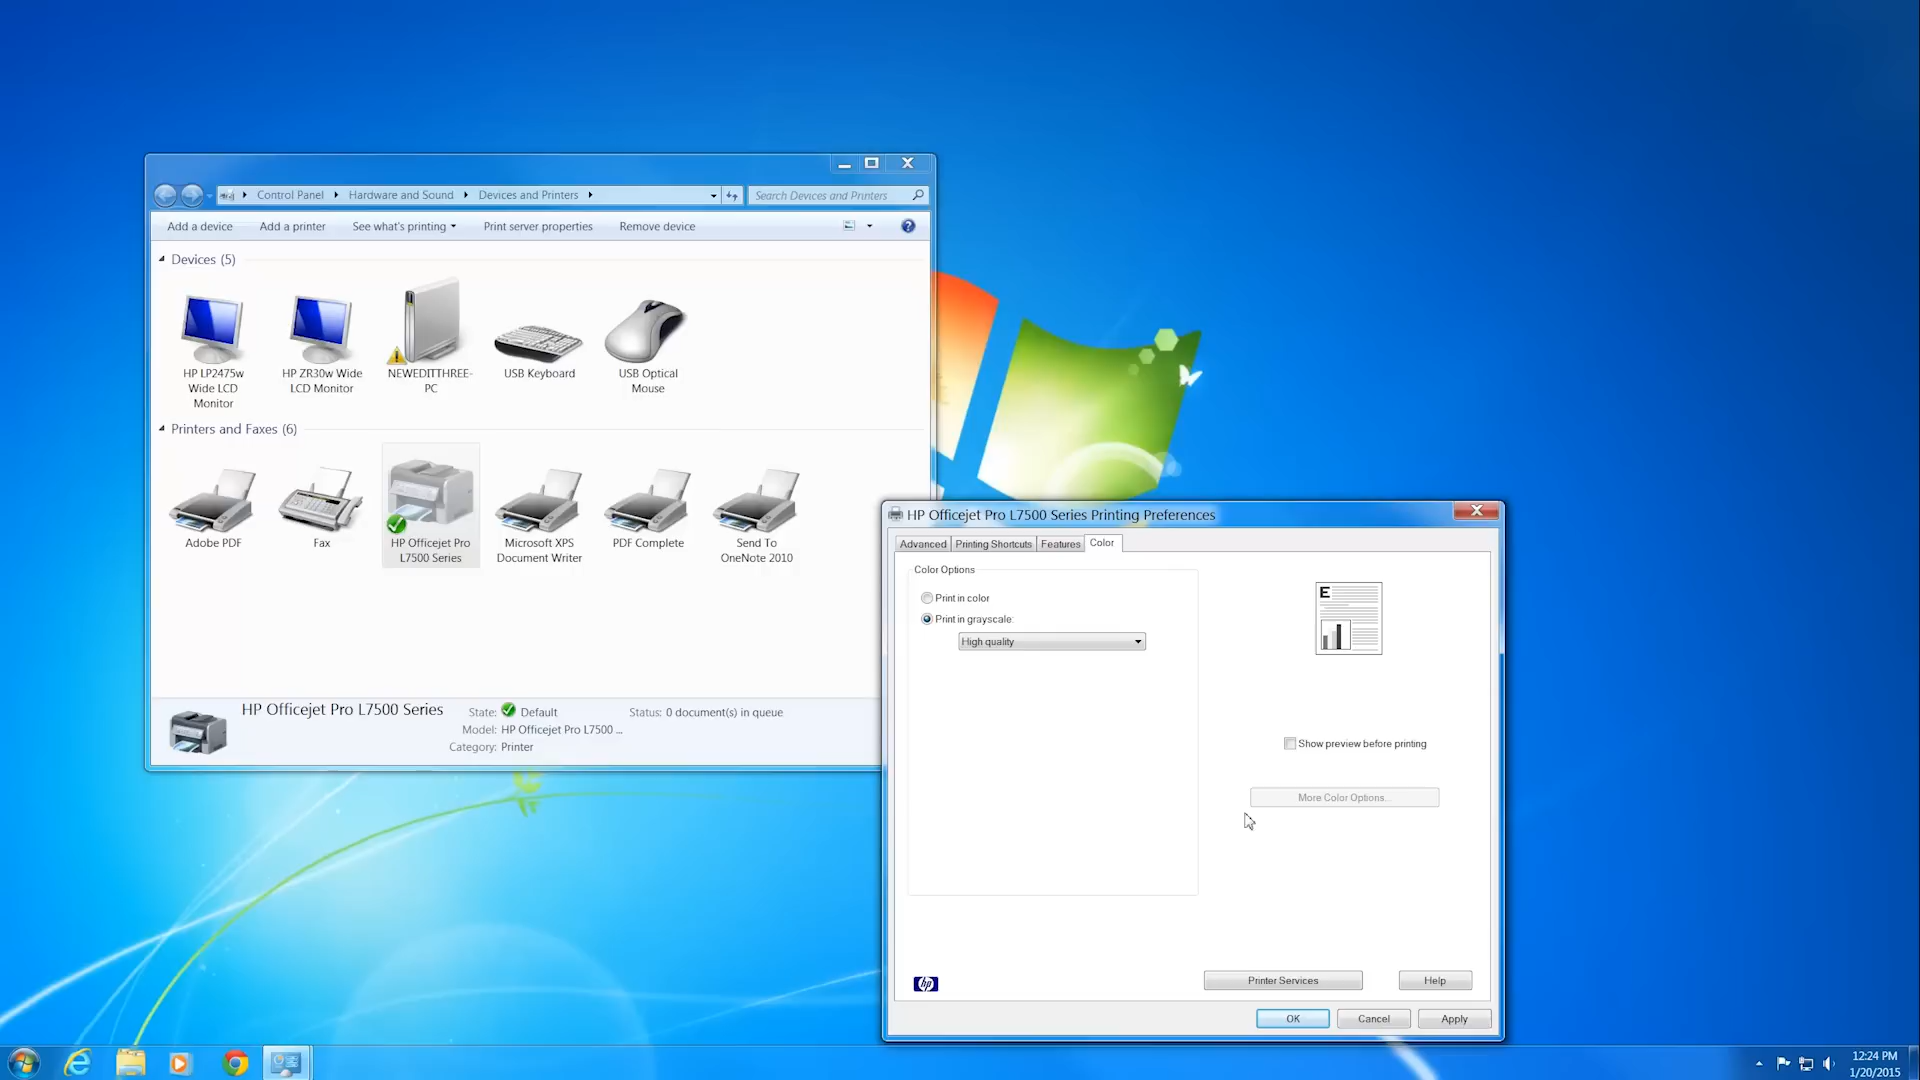 Control Panel
Hardware and Sound
Devices and Printers
Search Devices and Printers
Add a device
Add a printer
See what's printing
Print server properties
Remove device
Devices (5)
HP LP2475w
Wide LCD
Monitor
HP ZR30w Wide
LCD Monitor
NEWEDITTHREE-
PC
USB Keyboard
USB Optical
Mouse
Printers and Faxes (6)
Adobe PDF
Fax
HP Officejet Pro
L7500 Series
Microsoft XPS
Document Writer
PDF Complete
Send To
OneNote 2010
HP Officejet Pro L7500 Series
State: Default
Model: HP Officejet Pro L7500 ...
Category: Printer
Status: 0 document(s) in queue
HP Officejet Pro L7500 Series Printing Preferences
Advanced
Printing Shortcuts
Features
Color
Color Options
Print in color
Print in grayscale:
High quality
E
Show preview before printing
More Color Options...
hp
Printer Services
Help
OK
Cancel
Apply
12:24 PM
1/20/2015